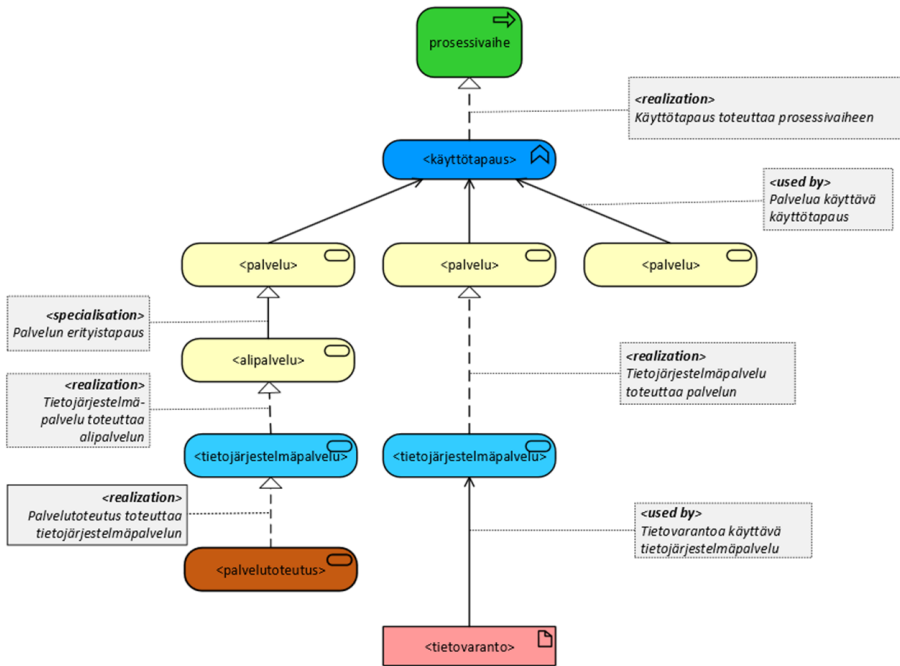 prosessivaihe
<realization>
Käyttötapaus toteuttaa prosessivaiheen
<käyttötapaus>
<used by>
Palvelua käyttävä
käyttötapaus
<palvelu>
<palvelu>
<palvelu>
<specialisation>
Palvelun erityistapaus
<alipalvelu>
<realization>
Tietojärjestelmäpalvelu
toteuttaa palvelun
<realization>
Tietojärjestelmä-
palvelu toteuttaa
alipalvelun
<tietojärjestelmäpalvelu>
<tietojärjestelmäpalvelu>
<realization>
Palvelutoteutus toteuttaa
tietojärjestelmäpalvelun
<used by>
Tietovarantoa käyttävä
tietojärjestelmäpalvelu
<palvelutoteutus>
<tietovaranto>